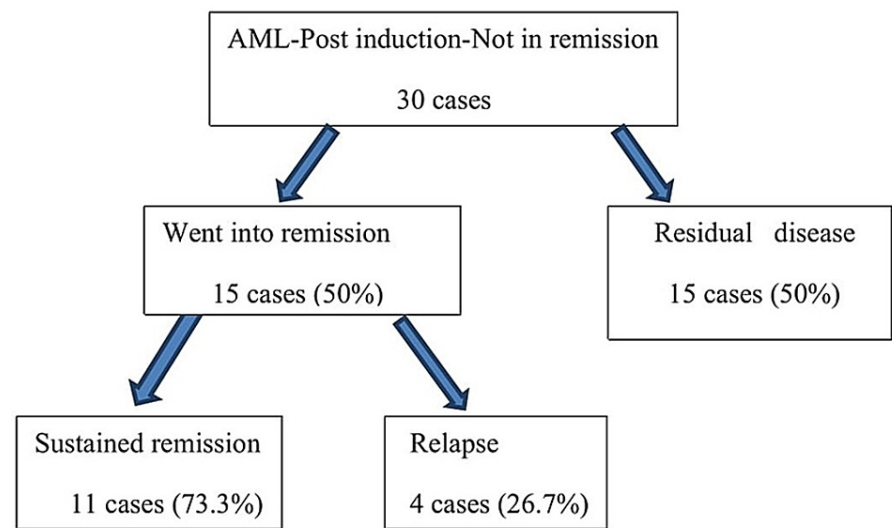 AML-Post induction-Not in remission
30 cases
Went into remission
15 cases (50%)
Residual disease
15 cases (50%)
Sustained remission
11 cases (73.3%)
Relapse
4 cases (26.7%)